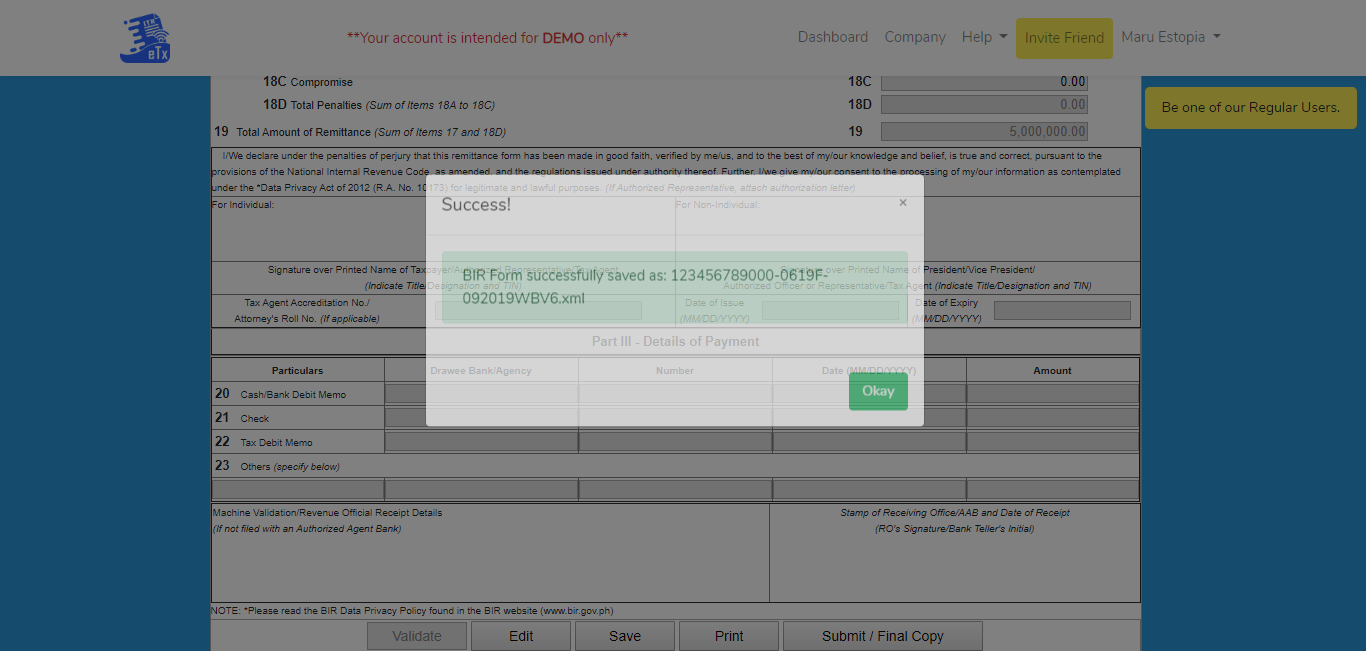 ITR
eTx
**Your account is intended for DEMO only**
Dashboard Company Help Invite Friend Maru Estopia
Be one of our Regular Users.
18C Compromise 18C 0.00
18D Total Penalties (Sum of Items 18A to 18C) 18D 0.00
19 Total Amount of Remittance (Sum of Items 17 and 18D) 19 5,000,000.00
I/We declare under the penalties of perjury that this remittance form has been made in good faith, verified by me/us, and to the best of my/our knowledge and belief, is true and correct, pursuant to the
provisions of the National Internal Revenue Code, as amended, and the regulations issued under authority thereof. Further, I/we give my/our consent to the processing of my/our information as contemplated
under the *Data Privacy Act of 2012 (R.A. No. 10173) for legitimate and lawful purposes. (If Authorized Representative, attach authorization letter)
For Individual: For Non-Individual:
Success! ×
BIR Form successfully saved as: 123456789000-0619F-
092019WBV6.xml
Okay
Signature over Printed Name of Taxpayer/Authorized Representative/Tax Agent
(Indicate Title/Designation and TIN)
Signature over Printed Name of President/Vice President/
Authorized Officer or Representative/Tax Agent (Indicate Title/Designation and TIN)
Tax Agent Accreditation No./
Attorney's Roll No. (If applicable)
Date of Issue
(MM/DD/YYYY)
Date of Expiry
(MM/DD/YYYY)
Part III - Details of Payment
Particulars Drawee Bank/Agency Number Date (MM/DD/YYYY) Amount
20 Cash/Bank Debit Memo
21 Check
22 Tax Debit Memo
23 Others (specify below)
Machine Validation/Revenue Official Receipt Details
(If not filed with an Authorized Agent Bank)
Stamp of Receiving Office/AAB and Date of Receipt
(RO's Signature/Bank Teller's Initial)
NOTE: *Please read the BIR Data Privacy Policy found in the BIR website (www.bir.gov.ph)
Validate Edit Save Print Submit / Final Copy